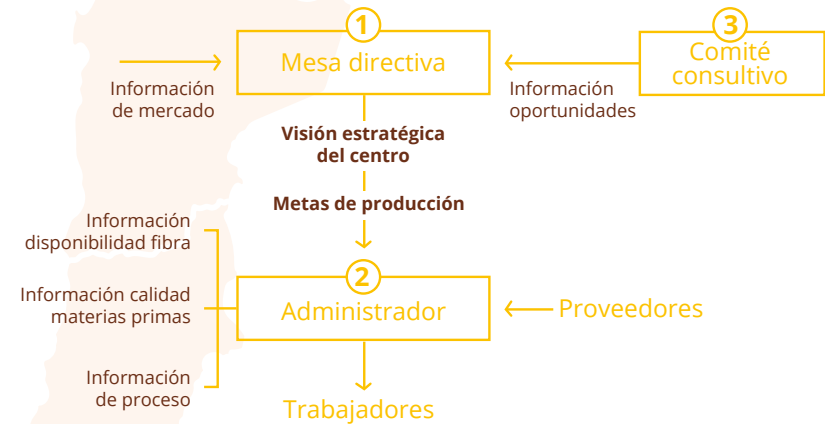 1
Mesa directiva
3
Comité
consultivo
Información
de mercado
Información
oportunidades
Visión estratégica
del centro
Metas de producción
Información
disponibilidad fibra
Información calidad
materias primas
Información
de proceso
2
Administrador
Proveedores
Trabajadores